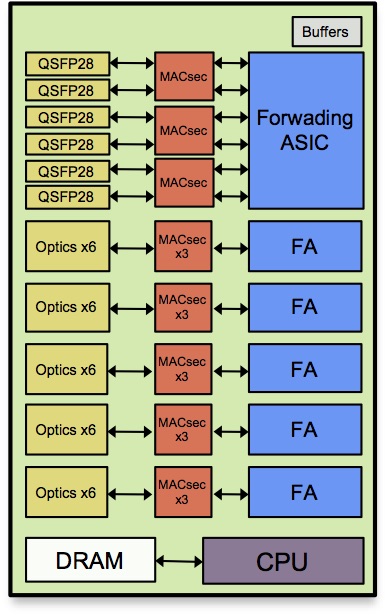 Buffers
QSFP28
QSFP28
MACsec
QSFP28
QSFP28
MACsec
QSFP28
QSFP28
MACsec
Forwading
ASIC
Optics x6
MACsec
x3
FA
Optics x6
MACsec
x3
FA
Optics x6
MACsec
x3
FA
Optics x6
MACsec
x3
FA
Optics x6
MACsec
x3
FA
DRAM
CPU